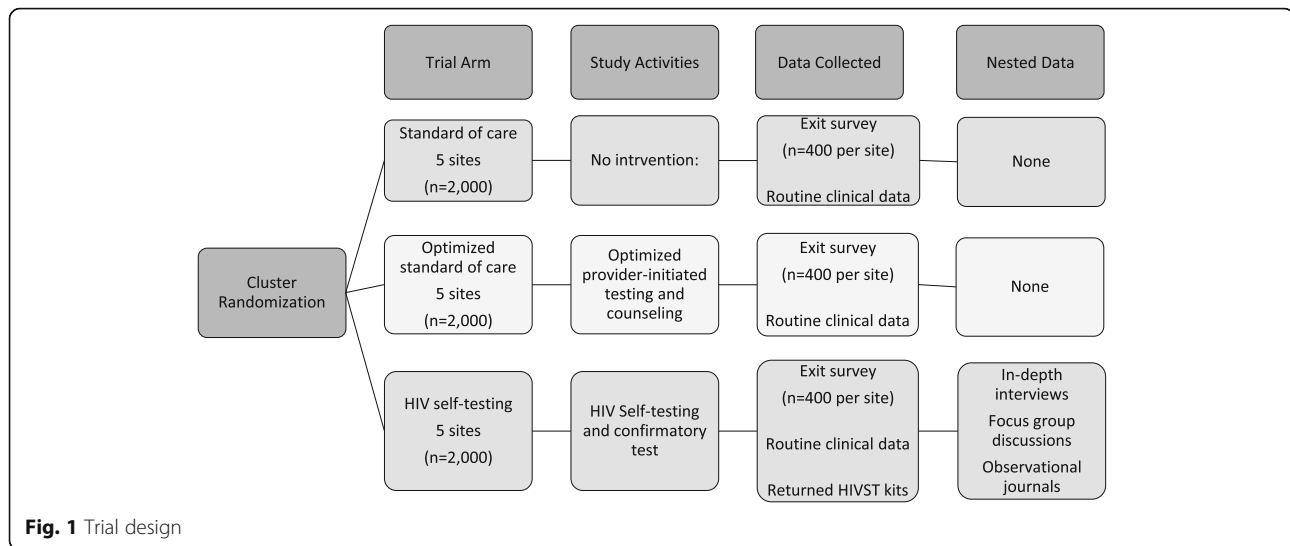 Trial Arm
Study Activities
Data Collected
Nested Data
Standard of care
5 sites
(n=2,000)
No intrvention:
Exit survey
(n=400 per site)
Routine clinical data
None
Cluster
Randomization
Optimized
standard of care
5 sites
(n=2,000)
Optimized
provider-initiated
testing and
counseling
Exit survey
(n=400 per site)
Routine clinical data
None
HIV self-testing
5 sites
(n=2,000)
HIV Self-testing
and confirmatory
test
Exit survey
(n=400 per site)
Routine clinical data
Returned HIVST kits
In-depth
interviews
Focus group
discussions
Observational
journals
Fig. 1 Trial design